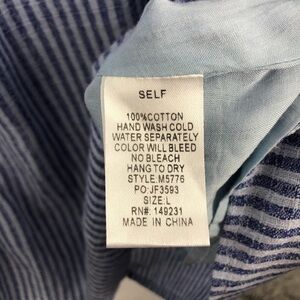 SELF
100%COTTON
HAND WASH COLD
WATER SEPARATELY
COLOR WILL BLEED
NO BLEACH
HANG TO DRY
STYLE:M5776
PO:JF3593
SIZE:L
RN#: 149231
MADE IN CHINA